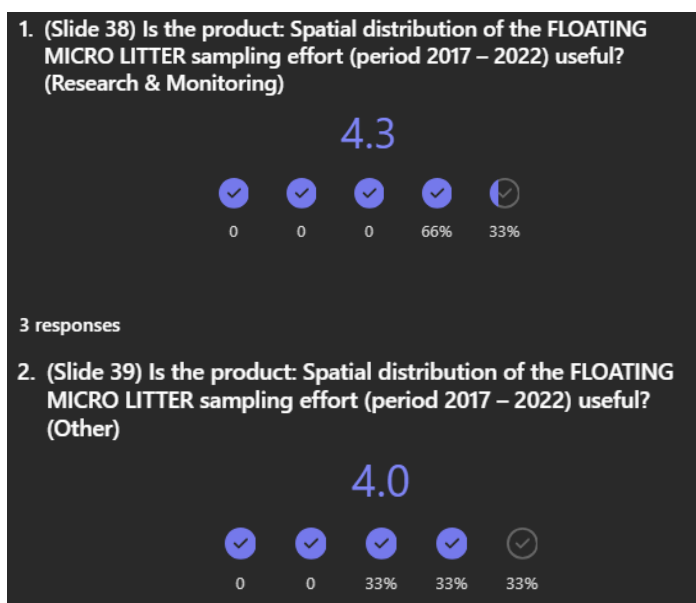 1. (Slide 38) Is the product: Spatial distribution of the FLOATING
MICRO LITTER sampling effort (period 2017 – 2022) useful?
(Research & Monitoring)
4.3
0 0 0 66% 33%
3 responses
2. (Slide 39) Is the product: Spatial distribution of the FLOATING
MICRO LITTER sampling effort (period 2017 – 2022) useful?
(Other)
4.0
0 0 33% 33% 33%